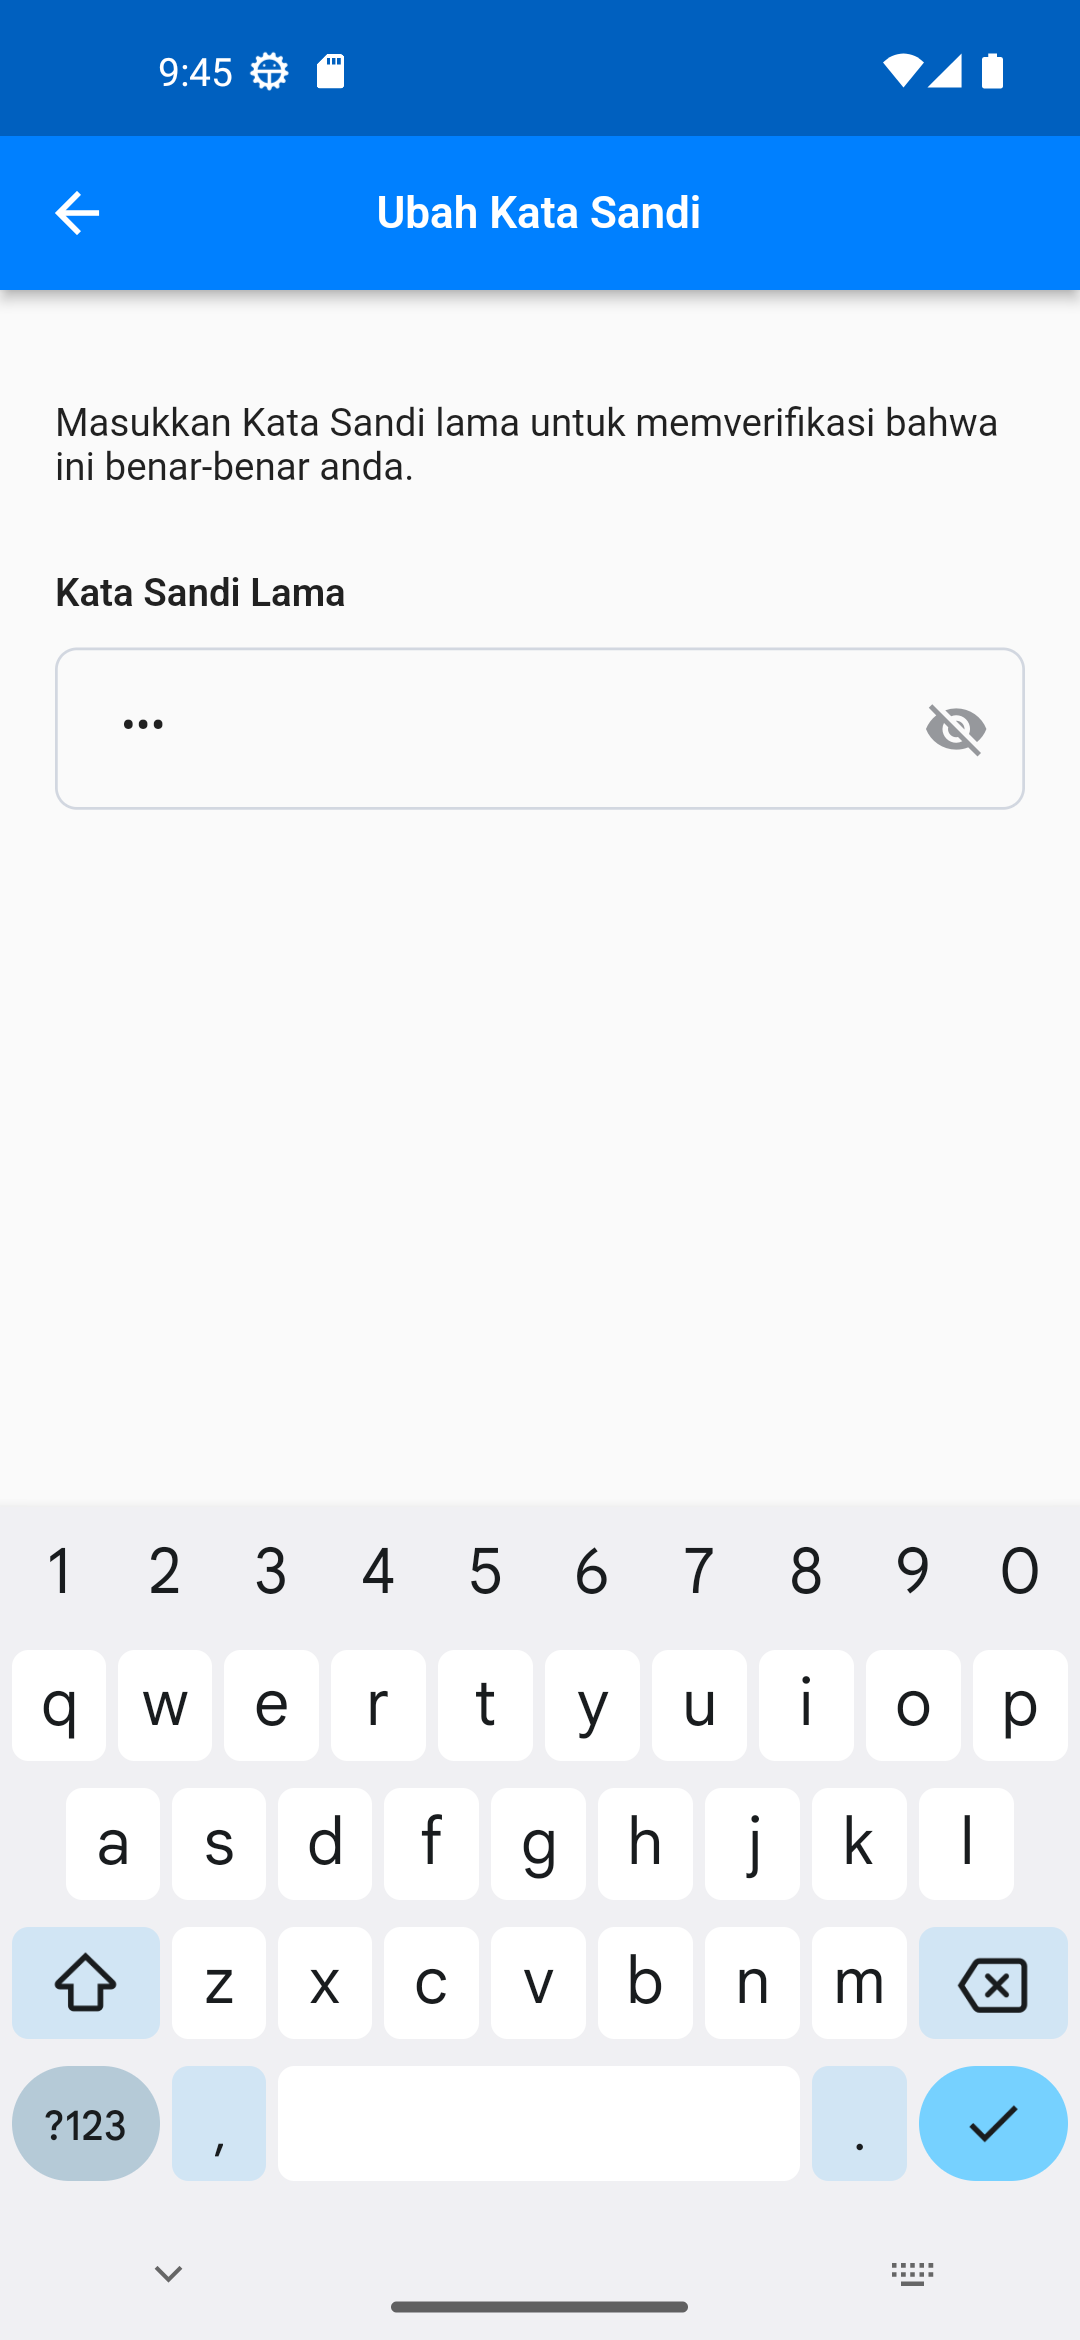 9:45
Ubah Kata Sandi
Masukkan Kata Sandi lama untuk memverifikasi bahwa
ini benar-benar anda.
Kata Sandi Lama
•••
1 2 3 4 5 6 7 8 9 0
q w e r t y u i o p
a s d f g h j k l
z x c v b n m
?123 , .